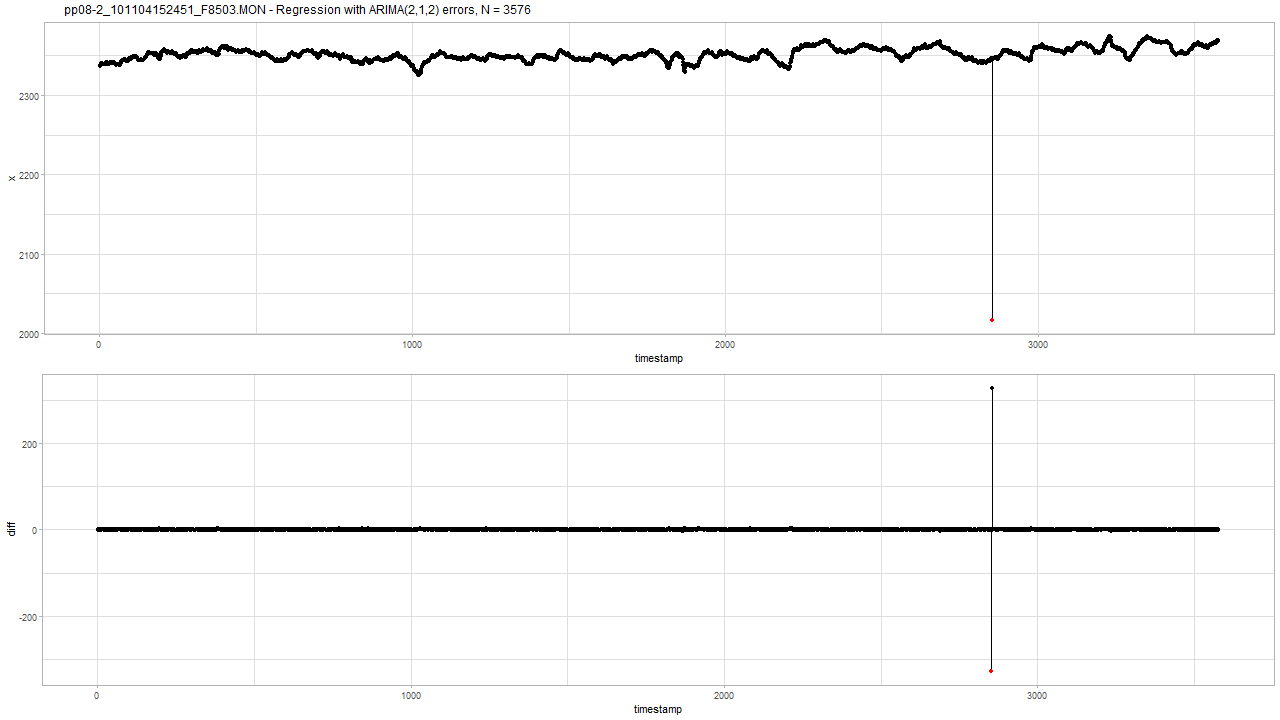 pp08-2_101104152451_F8503.MON - Regression with ARIMA(2,1,2) errors, N = 3576
2300
2200
2100
2000
x
0 1000 2000 3000
timestamp
200
0
-200
diff
0 1000 2000 3000
timestamp